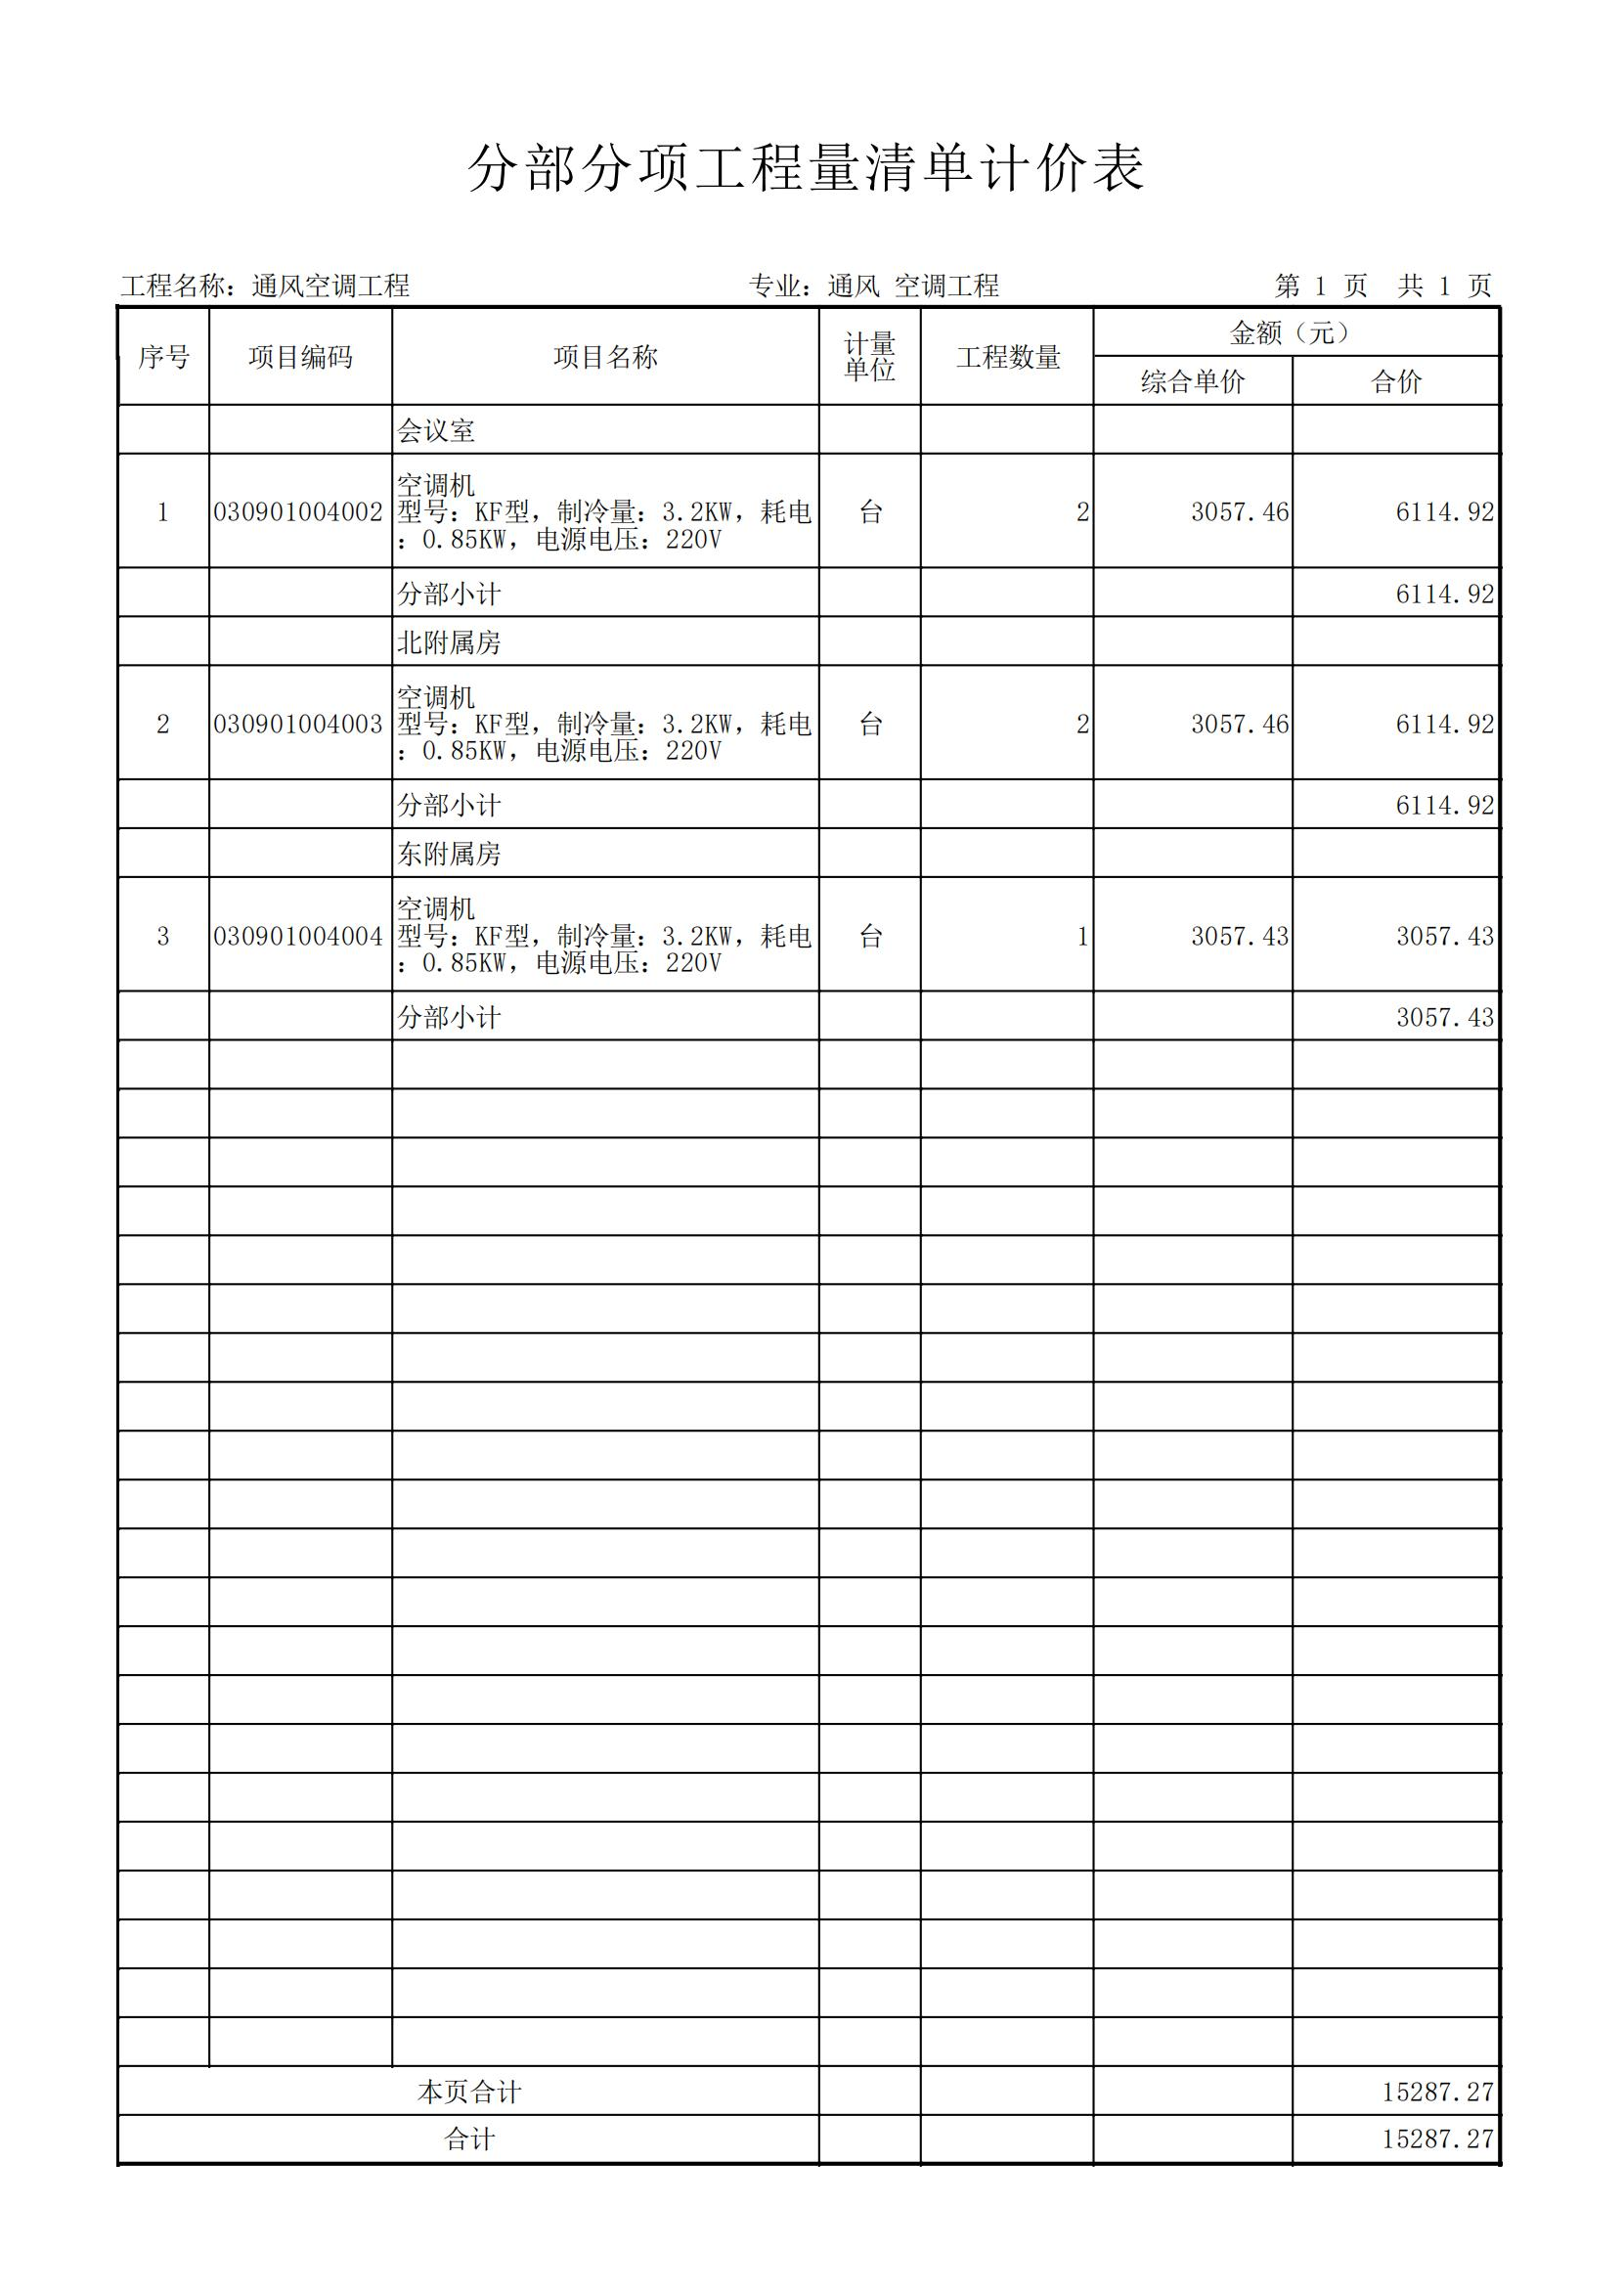 分部分项工程量清单计价表
工程名称：通风空调工程 专业：通风 空调工程 第 1 页 共 1 页
序号 项目编码 项目名称 计量单位 工程数量 金额（元）
综合单价 合价
会议室
空调机
1 030901004002 型号：KF型，制冷量：3.2KW，耗电 台 2 3057.46 6114.92
：0.85KW，电源电压：220V
分部小计 6114.92
北附属房
空调机
2 030901004003 型号：KF型，制冷量：3.2KW，耗电 台 2 3057.46 6114.92
：0.85KW，电源电压：220V
分部小计 6114.92
东附属房
空调机
3 030901004004 型号：KF型，制冷量：3.2KW，耗电 台 1 3057.43 3057.43
：0.85KW，电源电压：220V
分部小计 3057.43
本页合计 15287.27
合计 15287.27